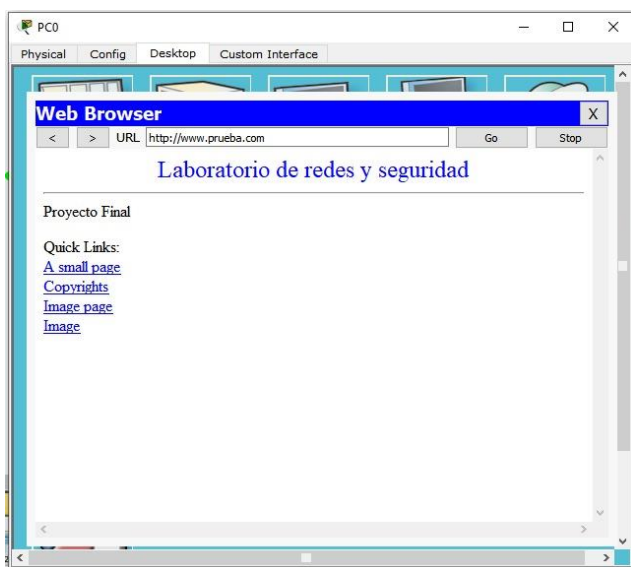 PC0
Physical Config Desktop Custom Interface
Web Browser X
< > URL http://www.prueba.com Go Stop
Laboratorio de redes y seguridad
Proyecto Final
Quick Links:
A small page
Copyrights
Image page
Image